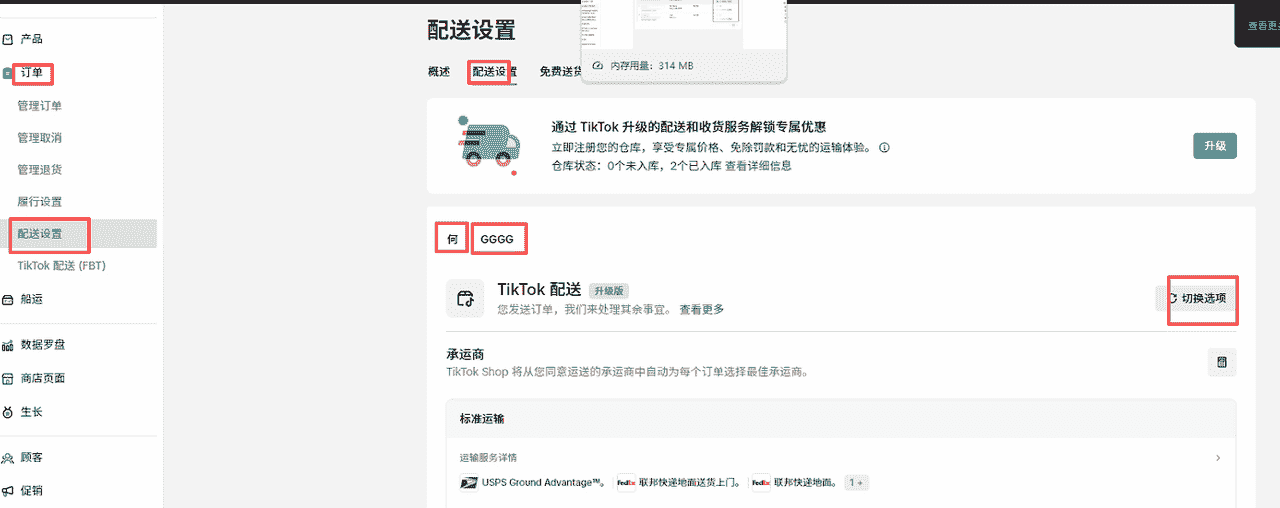 产品
订单
管理订单
管理取消
管理退货
履行设置
配送设置
TikTok 配送 (FBT)
船运
数据罗盘
商店页面
生长
顾客
促销
配送设置
概述 配送设置 免费送货
内存用量：314 MB
查看更多
通过 TikTok 升级的配送和收货服务解锁专属优惠
立即注册您的仓库，享受专属价格、免除罚款和无忧的运输体验。
仓库状态：0个未入库，2个已入库 查看详细信息
升级
何 GGGG
TikTok 配送 升级版
您发送订单，我们来处理其余事宜。 查看更多
切换选项
承运商
TikTok Shop 将从您同意运送的承运商中自动为每个订单选择最佳承运商。
标准运输
运输服务详情
USPS Ground Advantage™。 FedEx 联邦快递地面送货上门。 FedEx 联邦快递地面。 1 +